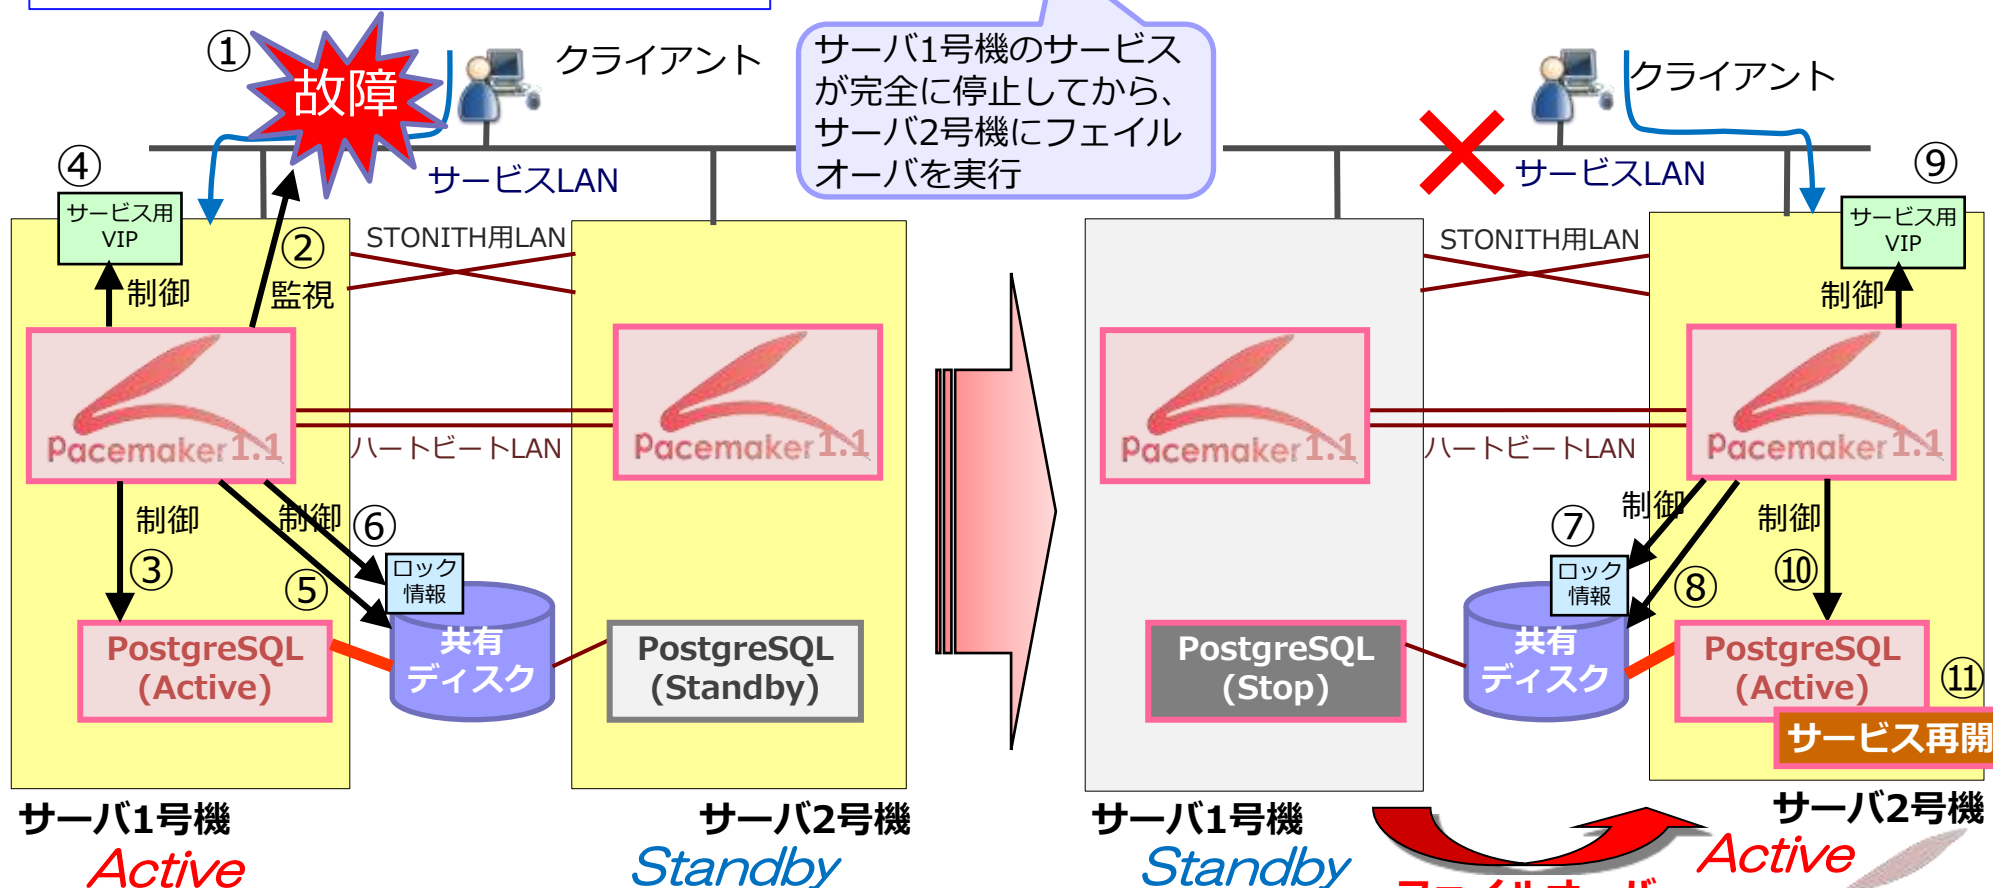 ①
故障
クライアント
サービスLAN
④
サービス用
VIP
制御
②
監視
STONITH用LAN
Pacemaker1.1
Pacemaker1.1
ハートビートLAN
制御
③
制御
⑥
⑤
ロック
情報
共有
ディスク
PostgreSQL
(Active)
PostgreSQL
(Standby)
サーバ1号機
Active
サーバ2号機
Standby
サーバ1号機のサービス
が完全に停止してから、
サーバ2号機にフェイル
オーバを実行
クライアント
サービスLAN
⑨
サービス用
VIP
制御
STONITH用LAN
Pacemaker1.1
Pacemaker1.1
ハートビートLAN
制御
⑦
⑧
制御
⑩
ロック
情報
共有
ディスク
PostgreSQL
(Stop)
PostgreSQL
(Active)
⑪
サービス再開
サーバ1号機
Standby
サーバ2号機
Active
フェイルオーバ